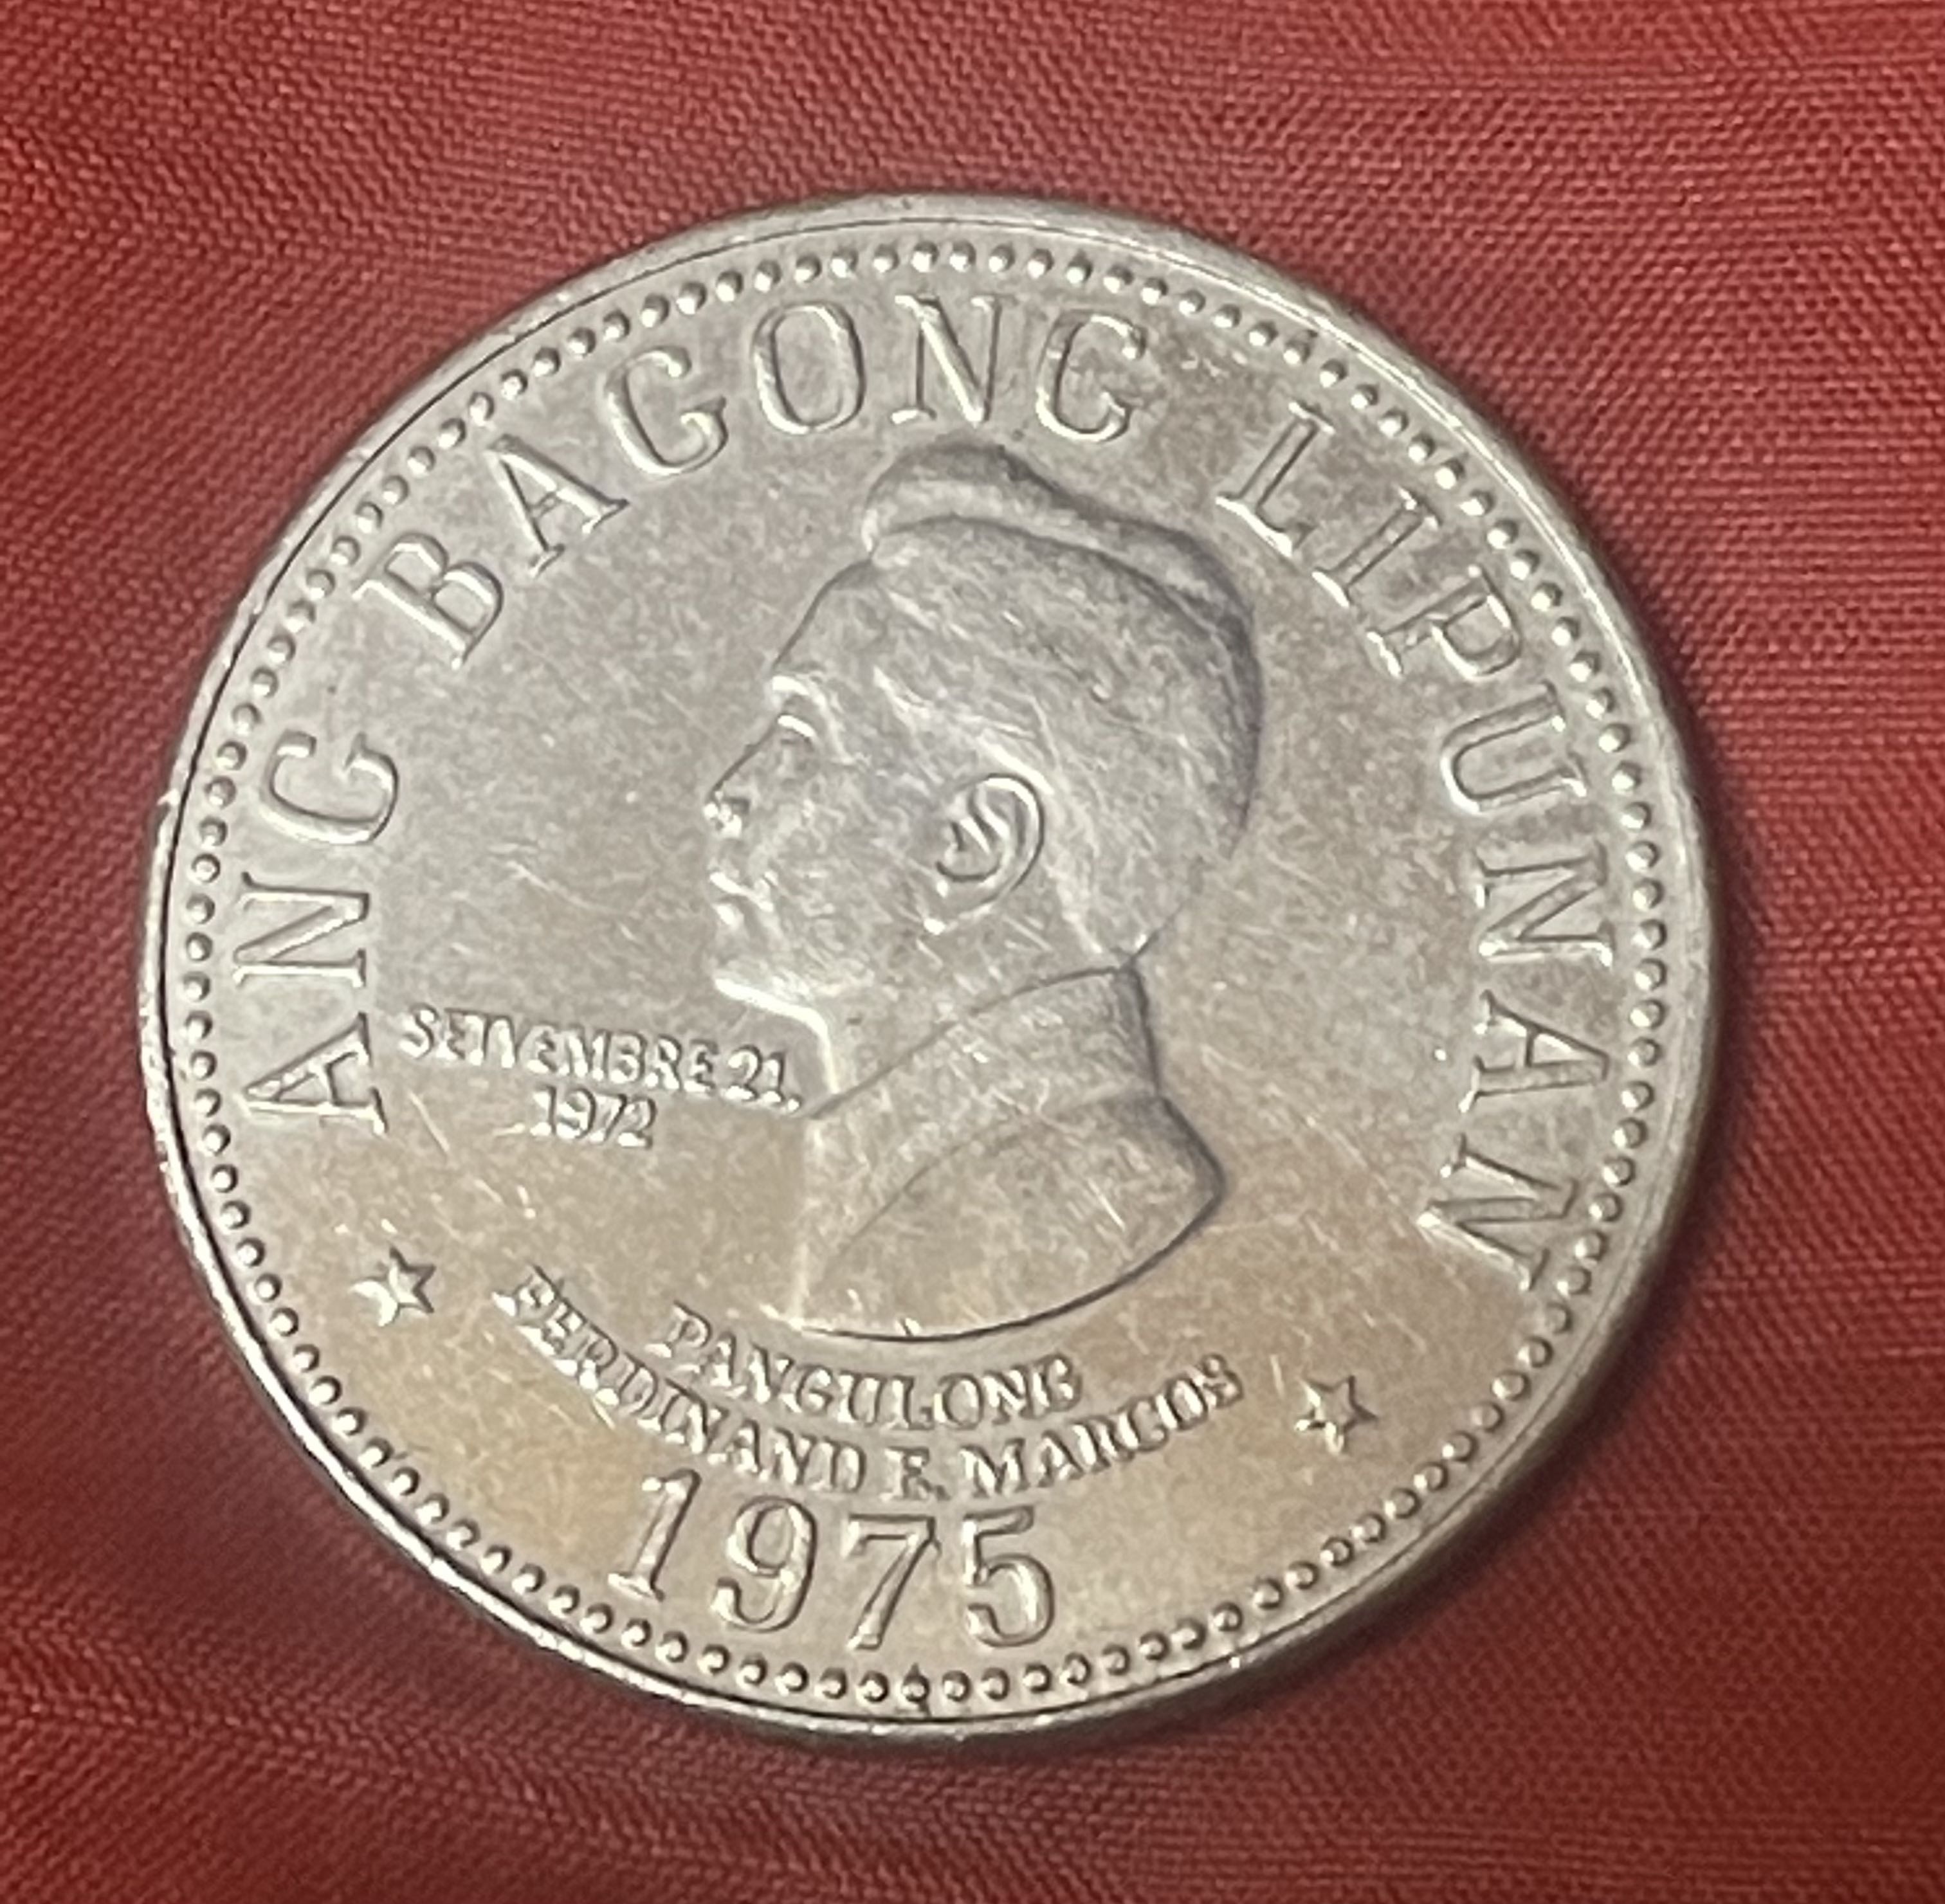 ANG BAGONG LIPUNAN
SETYEMBRE 21,
1972
PANGULONG
FERDINAND E. MARCOS
1975